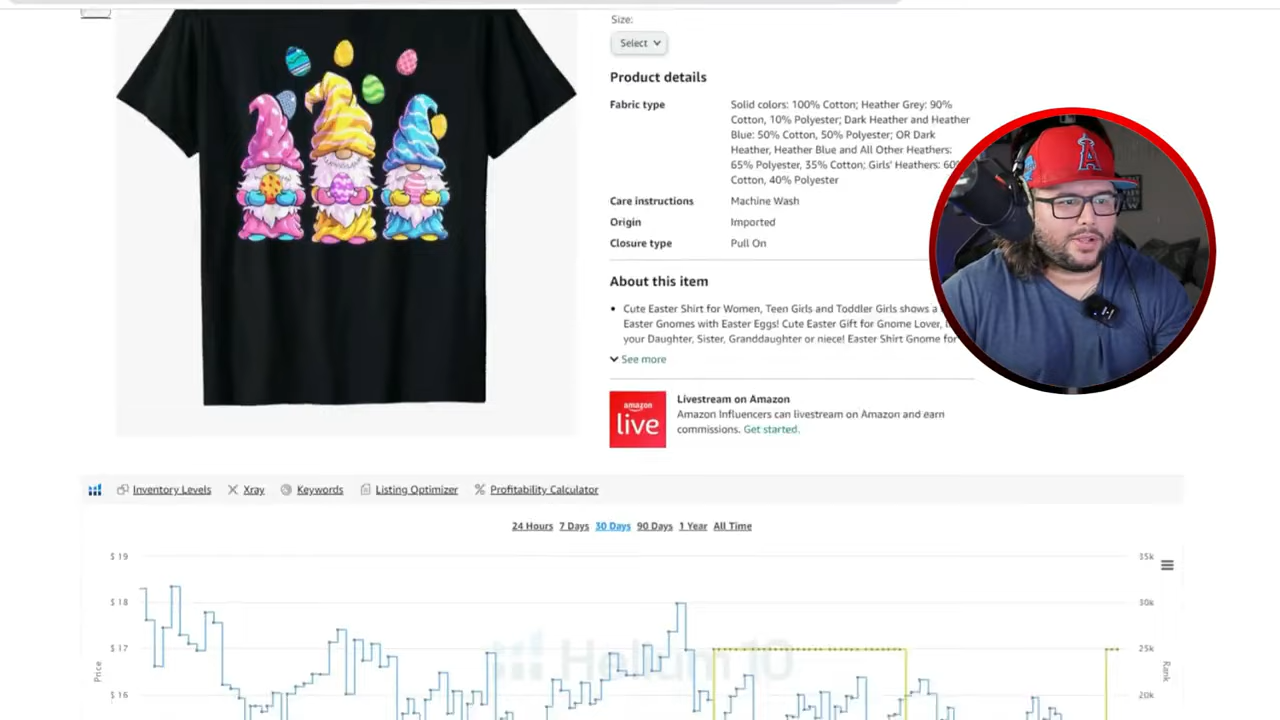 Size:
Select
Product details
Fabric type
Solid colors: 100% Cotton; Heather Grey: 90%
Cotton, 10% Polyester; Dark Heather and Heather
Blue: 50% Cotton, 50% Polyester; OR Dark
Heather, Heather Blue and All Other Heathers:
65% Polyester, 35% Cotton; Girls' Heathers: 60%
Cotton, 40% Polyester
Care instructions
Machine Wash
Origin
Imported
Closure type
Pull On
About this item
Cute Easter Shirt for Women, Teen Girls and Toddler Girls shows a
Easter Gnomes with Easter Eggs! Cute Easter Gift for Gnome Lover,
your Daughter, Sister, Granddaughter or niece! Easter Shirt Gnome for
See more
amazon
live
Livestream on Amazon
Amazon Influencers can livestream on Amazon and earn
commissions. Get started.
Inventory Levels
Xray
Keywords
Listing Optimizer
Profitability Calculator
24 Hours 7 Days 30 Days 90 Days 1 Year All Time
$ 19
35k
$ 18
30k
Helium 10
$ 17
25k
Price
Rank
$ 16
20k
A